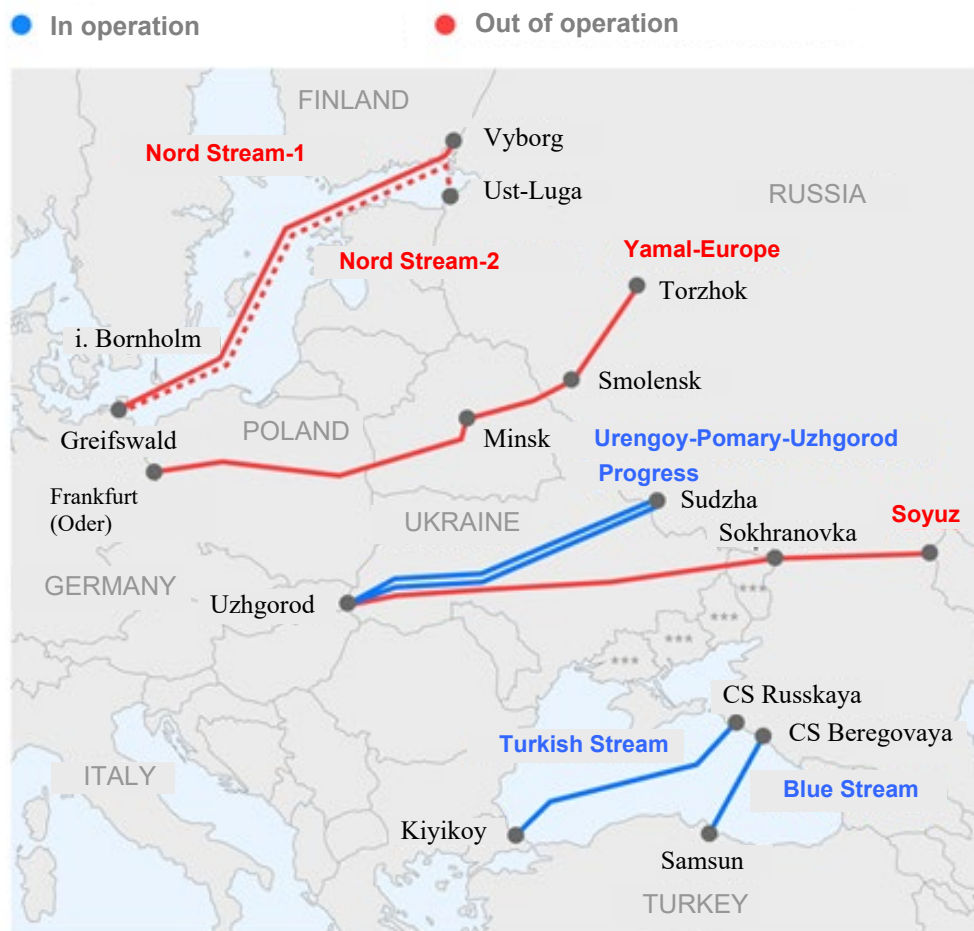 In operation
Out of operation
FINLAND
Vyborg
Nord Stream-1
Ust-Luga
RUSSIA
Nord Stream-2
Yamal-Europe
Torzhok
i. Bornholm
Smolensk
Greifswald
POLAND
Minsk
Urengoy-Pomary-Uzhgorod
Progress
Frankfurt
(Oder)
Sudzha
UKRAINE
Soyuz
Sokhranovka
GERMANY
Uzhgorod
***
***
***
***
CS Russkaya
CS Beregovaya
Turkish Stream
ITALY
Blue Stream
Kiyikoy
Samsun
TURKEY